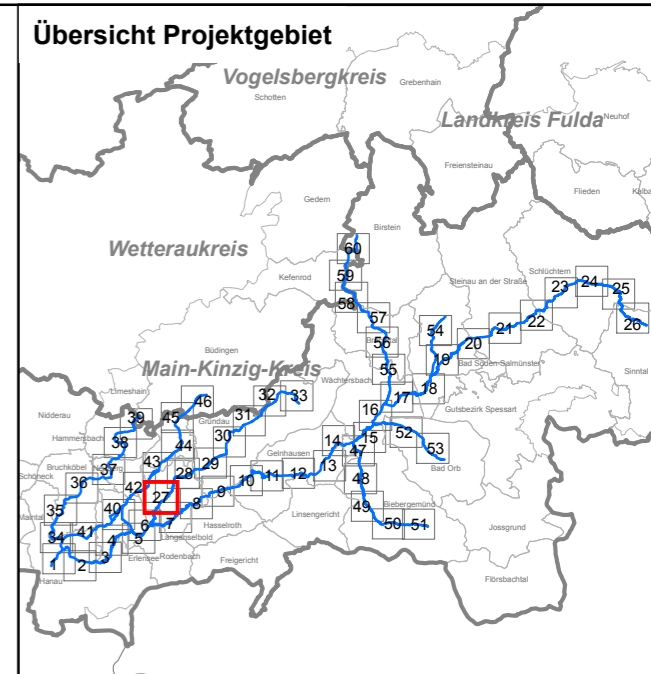 Übersicht Projektgebiet
Vogelsbergkreis
Grebenhain
Schotten
Landkreis Fulda
Neuhof
Freiensteinau
Flieden
Gedern
Birstein
Wetteraukreis
60
Kefenrod
59
Steinau an der Straße
Schlüchtern
23
24
25
58
57
54
22
26
21
Büdingen
56
20
Main-Kinzig-Kreis
19
Bad Soden-Salmünster
Sinntal
Limeshain
46
32
33
Wächtersbach
55
18
17
Nidderau
39
45
31
Gründau
16
Gutsbezirk Spessart
Hammersbach
38
44
30
14
15
52
Gelnhausen
47
53
Bruchköbel
37
43
28
29
13
Bad Orb
Schöneck
36
42
10
11
12
48
27
9
Biebergemünd
35
40
8
Linsengericht
49
Maintal
41
6
7
Hasselroth
50
51
Jossgrund
34
4
5
Langenselbold
Erlensee
Rodenbach
Freigericht
1
2
3
Hanau
Flörsbachtal